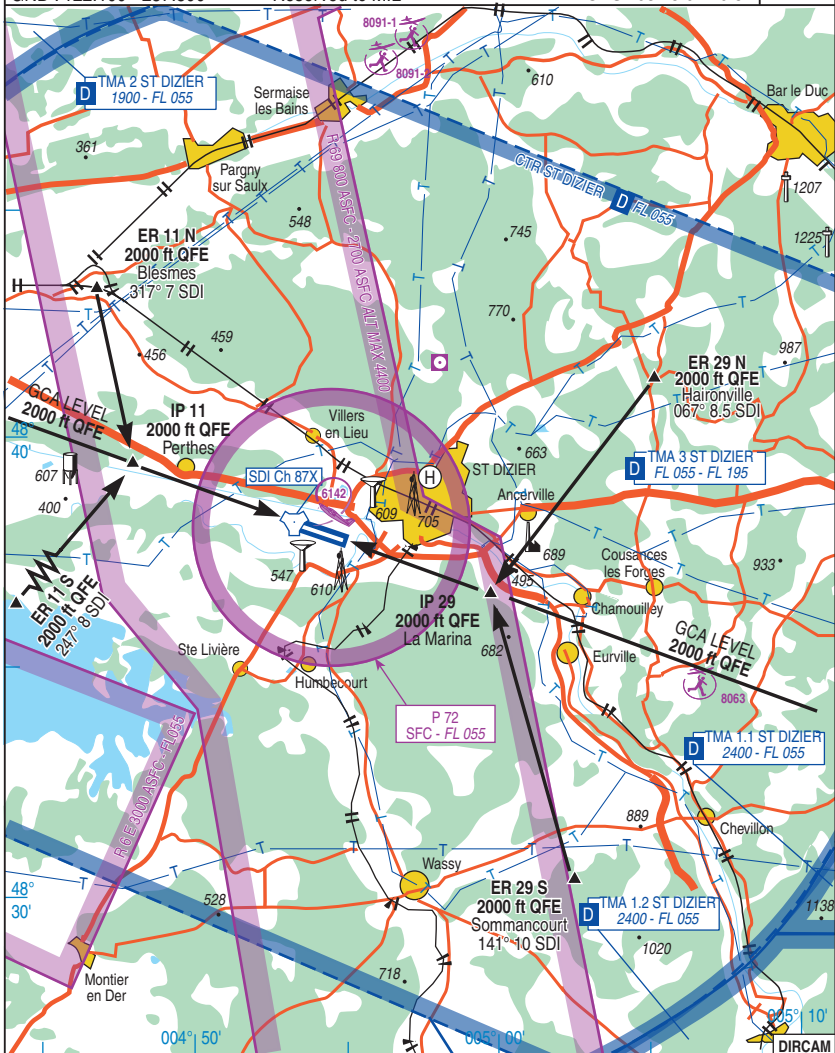 8091-1
8091-2
610
TMA 2 ST DIZIER
D
1900 - FL 055
Sermaise
les Bains
Bar le Duc
361
Pargny
sur Saulx
CTR ST DIZIER D FL 055
1207
548
R 69 800 ASFC - 2700 ASFC ALT MAX 4400
745
1225
ER 11 N
2000 ft QFE
Blesmes
317° 7 SDI
770
459
456
987
ER 29 N
2000 ft QFE
Haironville
067° 8.5 SDI
GCA LEVEL
2000 ft QFE
IP 11
2000 ft QFE
Perthes
Villers
en Lieu
48°
40'
663
ST DIZIER
TMA 3 ST DIZIER
D
FL 055 - FL 195
607
400
SDI Ch 87X
6142
H
Ancerville
609
705
689
547
610
495
Cousances
les Forges
933
ER 11 S
2000 ft QFE
247° 8 SDI
IP 29
2000 ft QFE
La Marina
Chamouilley
682
GCA LEVEL
2000 ft QFE
Ste Livière
Humbécourt
Eurville
8063
P 72
SFC - FL 055
R 6 E 3000 ASFC - FL055
TMA 1.1 ST DIZIER
D
2400 - FL 055
889
Chevillon
Wassy
48°
30'
528
ER 29 S
2000 ft QFE
Sommancourt
141° 10 SDI
TMA 1.2 ST DIZIER
D
2400 - FL 055
1138
1020
718
Montier
en Der
004° 50'
005° 00'
005° 10'
DIRCAM